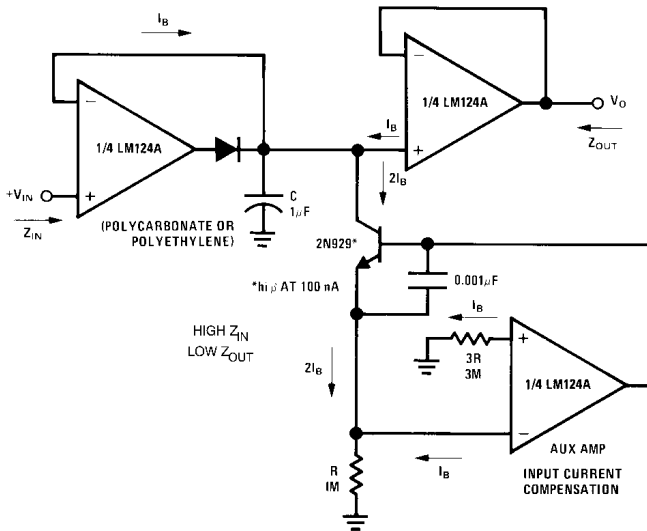 I_B
1/4 LM124A
+V_IN
Z_IN
C
1μF
(POLYCARBONATE OR
POLYETHYLENE)
1/4 LM124A
I_B
V_O
Z_OUT
2I_B
2N929*
*hi β AT 100 nA
0.001μF
HIGH Z_IN
LOW Z_OUT
I_B
3R
3M
1/4 LM124A
2I_B
AUX AMP
INPUT CURRENT
COMPENSATION
I_B
R
1M